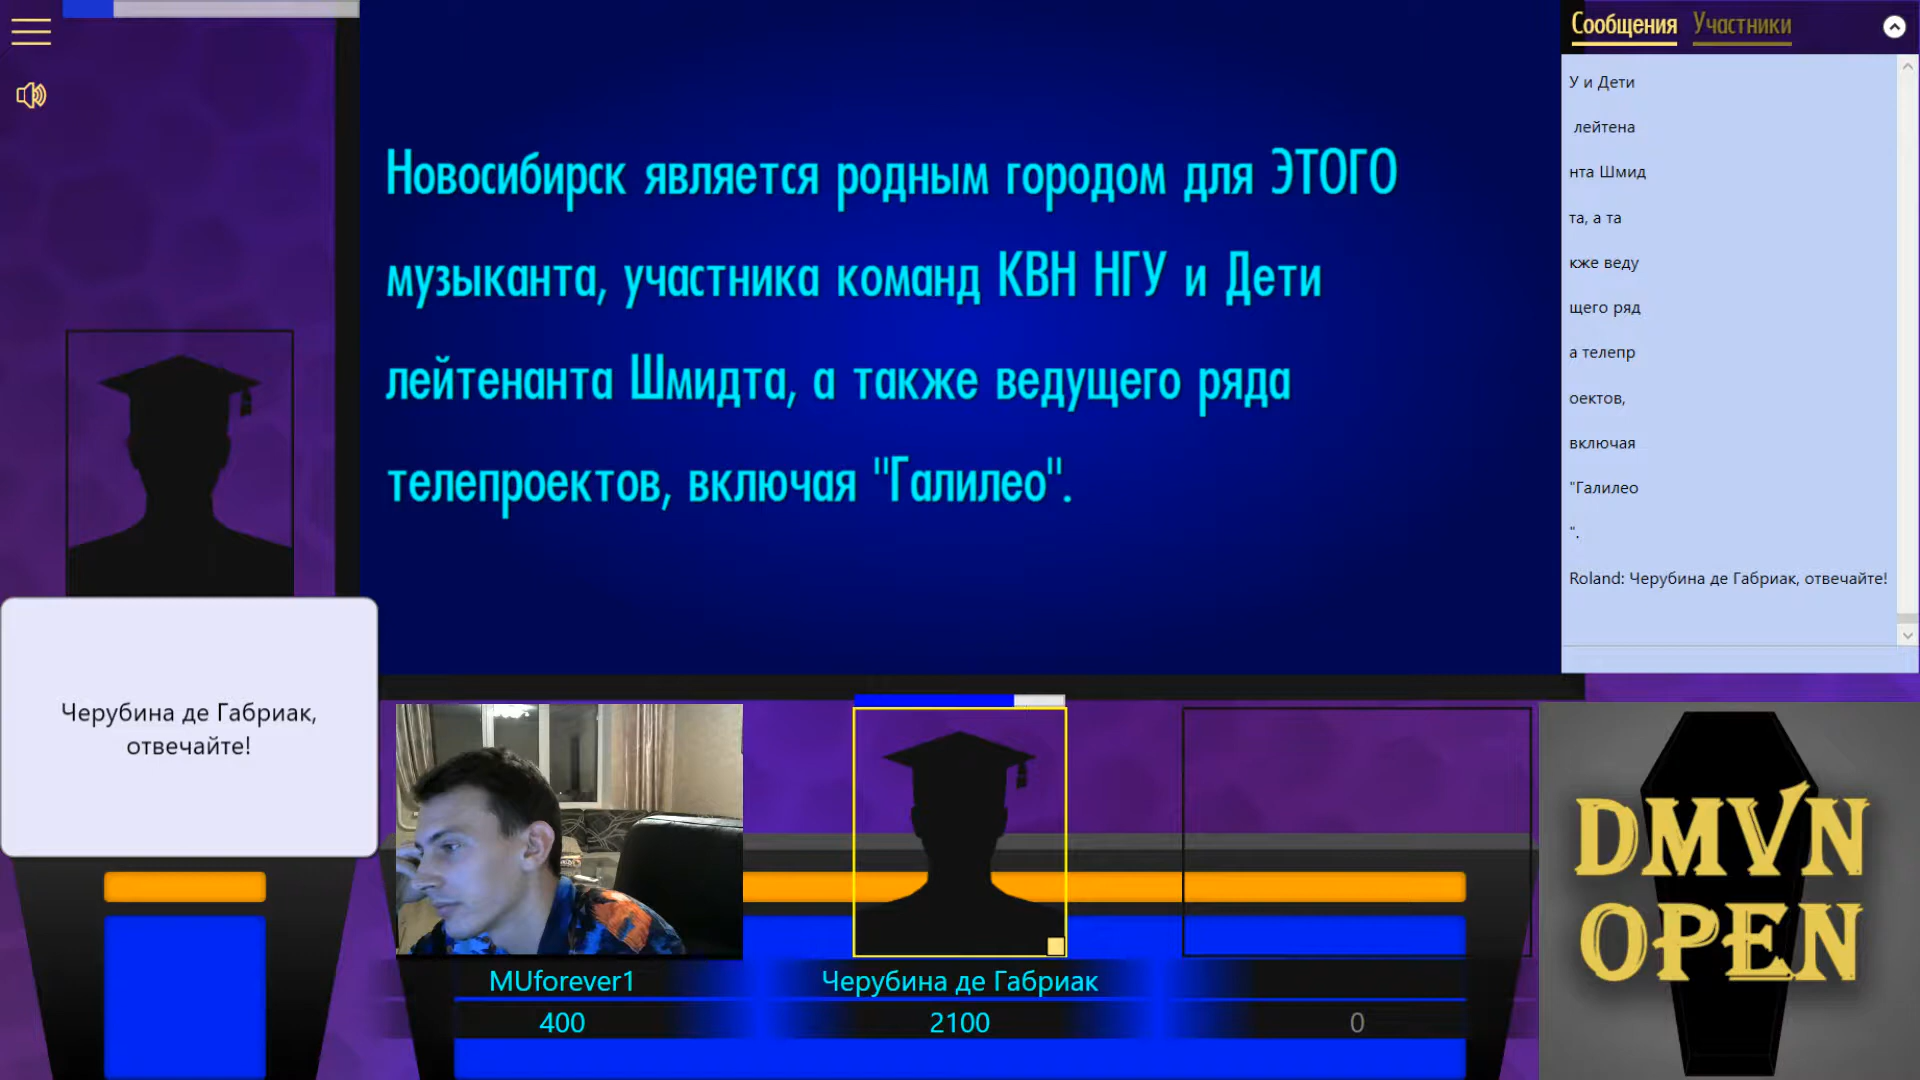 Сообщения Участники
Новосибирск является родным городом для ЭТОГО
музыканта, участника команд КВН НГУ и Дети
лейтенанта Шмидта, а также ведущего ряда
телепроектов, включая "Галилео".
У и Дети
лейтена
нта Шмид
та, а та
кже веду
щего ряд
а телепр
оектов,
включая
"Галилео
".
Roland: Черубина де Габриак, отвечайте!
Черубина де Габриак,
отвечайте!
MUforever1
400
Черубина де Габриак
2100
0
DMVN
OPEN